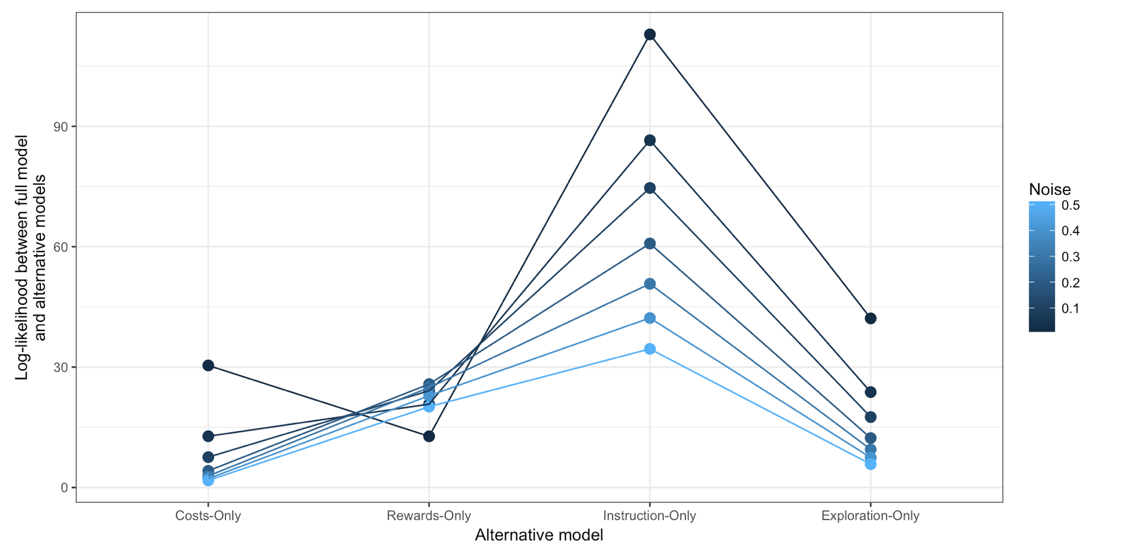 Log-likelihood between full model
and alternative models
90
60
30
0
Costs-Only
Rewards-Only
Instruction-Only
Exploration-Only
Alternative model
Noise
0.5
0.4
0.3
0.2
0.1